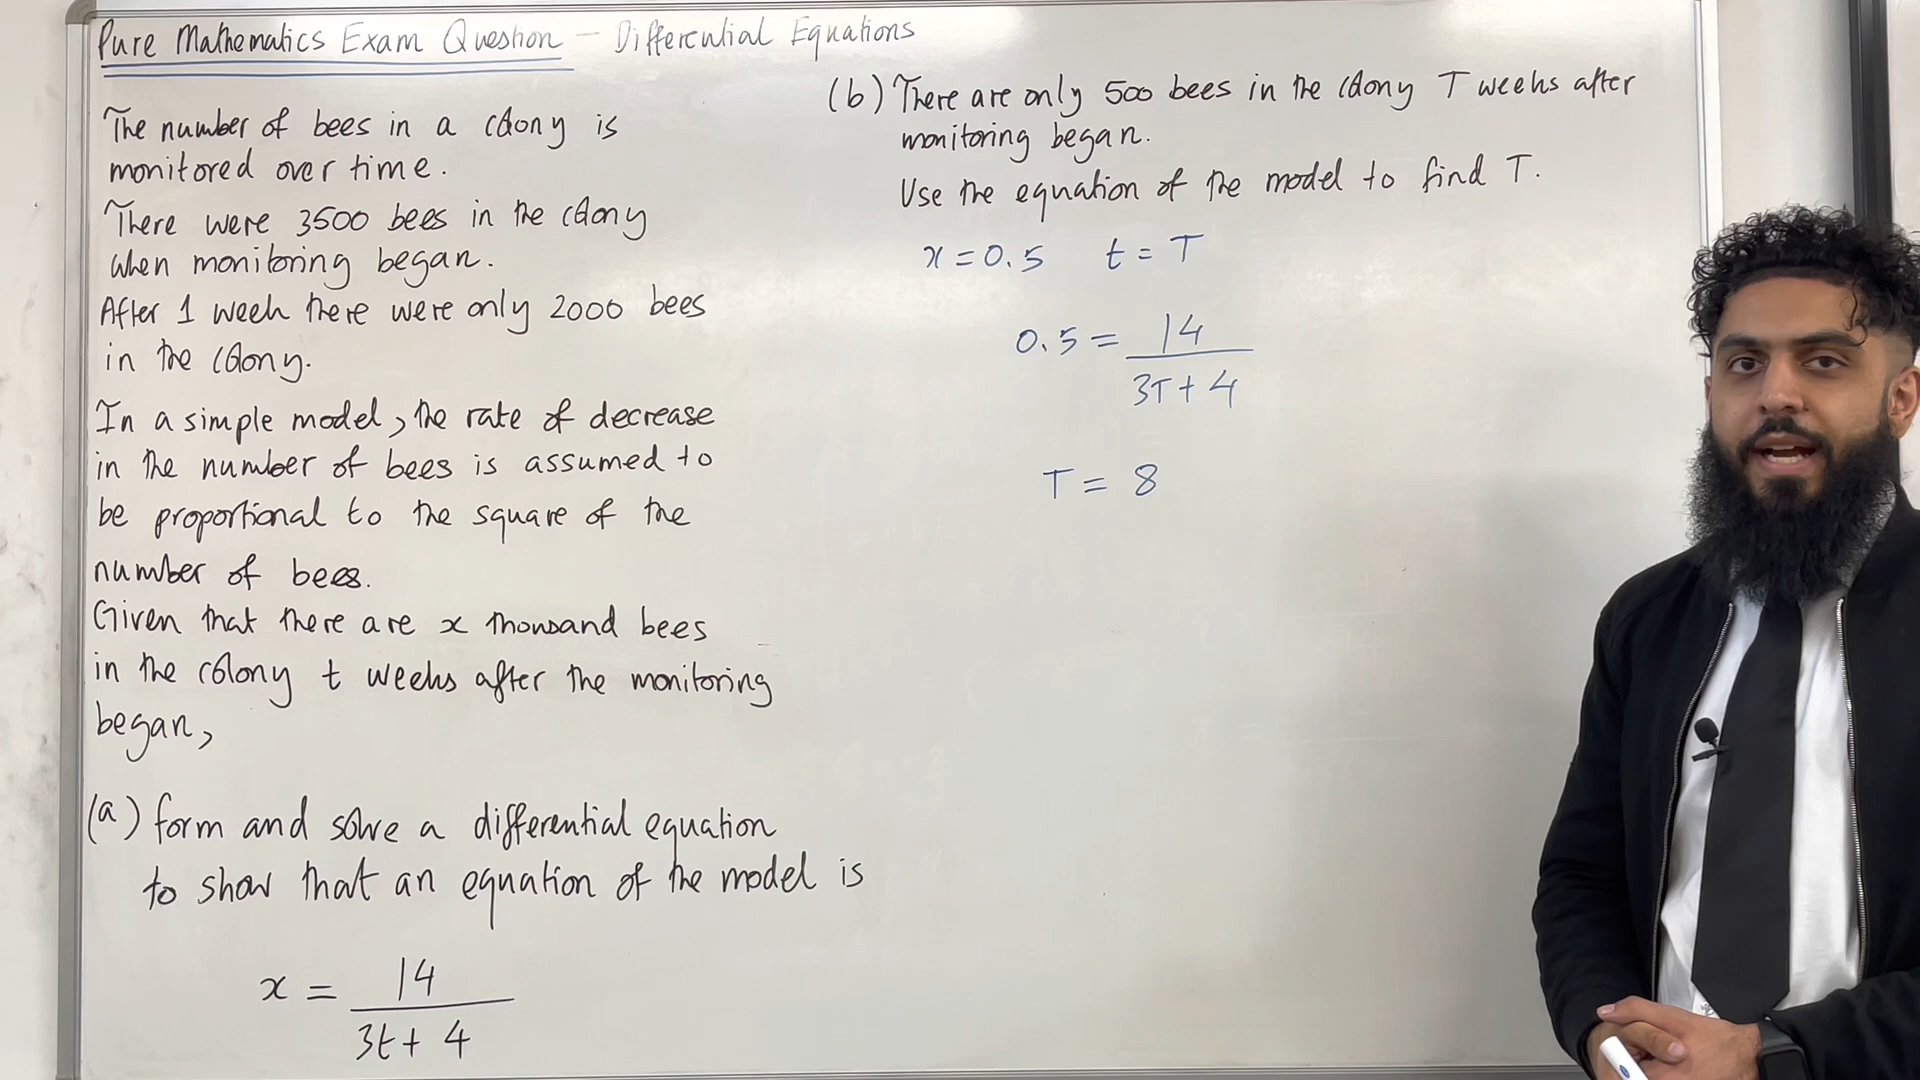 Pure Mathematics Exam Question – Differential Equations
The number of bees in a colony is
monitored over time.
There were 3500 bees in the colony
when monitoring began.
After 1 week there were only 2000 bees
in the colony.
In a simple model, the rate of decrease
in the number of bees is assumed to
be proportional to the square of the
number of bees.
Given that there are x thousand bees
in the colony t weeks after the monitoring
began,
(a) form and solve a differential equation
to show that an equation of the model is
x = 14
3t + 4
(b) There are only 500 bees in the colony T weeks after
monitoring began.
Use the equation of the model to find T.
x = 0.5 t = T
0.5 = 14
3T + 4
T = 8